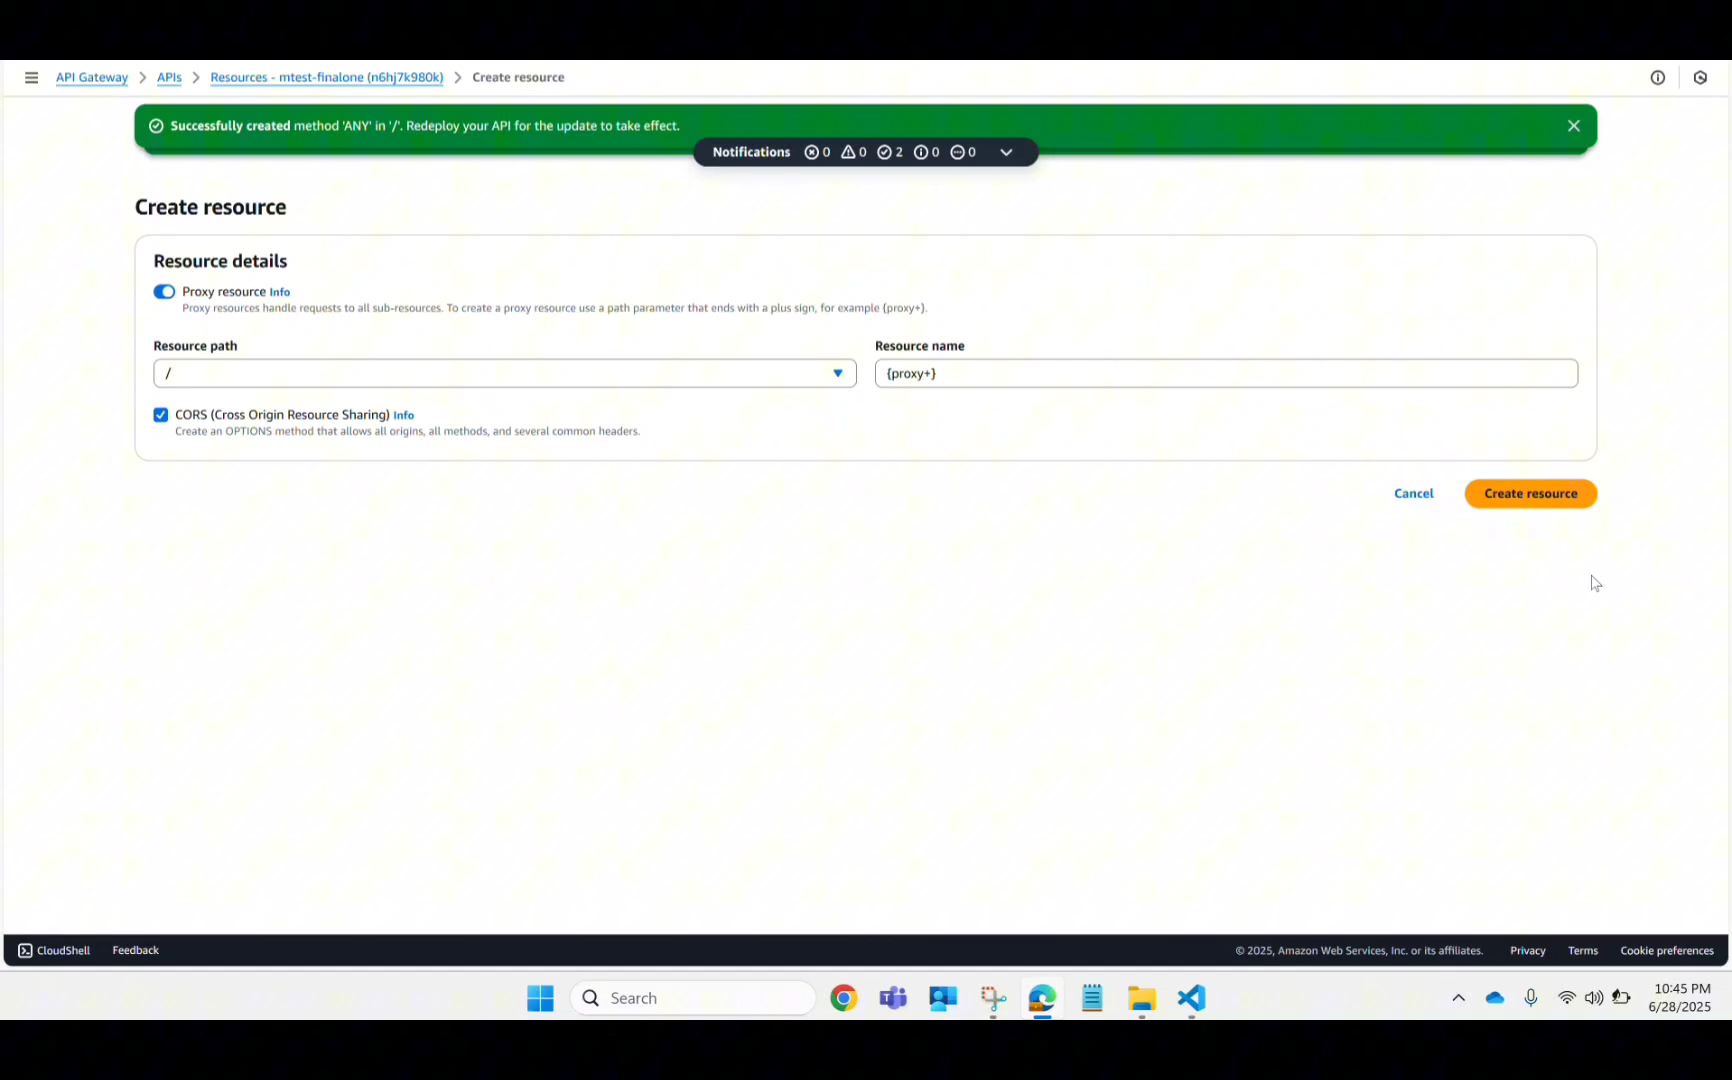 API Gateway > APIs > Resources - mtest-finalone (n6hj7k980k) > Create resource
Successfully created method 'ANY' in '/'. Redeploy your API for the update to take effect.
Notifications 0 0 2 0 0
Create resource
Resource details
Proxy resource Info
Proxy resources handle requests to all sub-resources. To create a proxy resource use a path parameter that ends with a plus sign, for example {proxy+}.
Resource path
/
Resource name
{proxy+}
CORS (Cross Origin Resource Sharing) Info
Create an OPTIONS method that allows all origins, all methods, and several common headers.
Cancel
Create resource
CloudShell Feedback © 2025, Amazon Web Services, Inc. or its affiliates. Privacy Terms Cookie preferences
Search
10:45 PM
6/28/2025